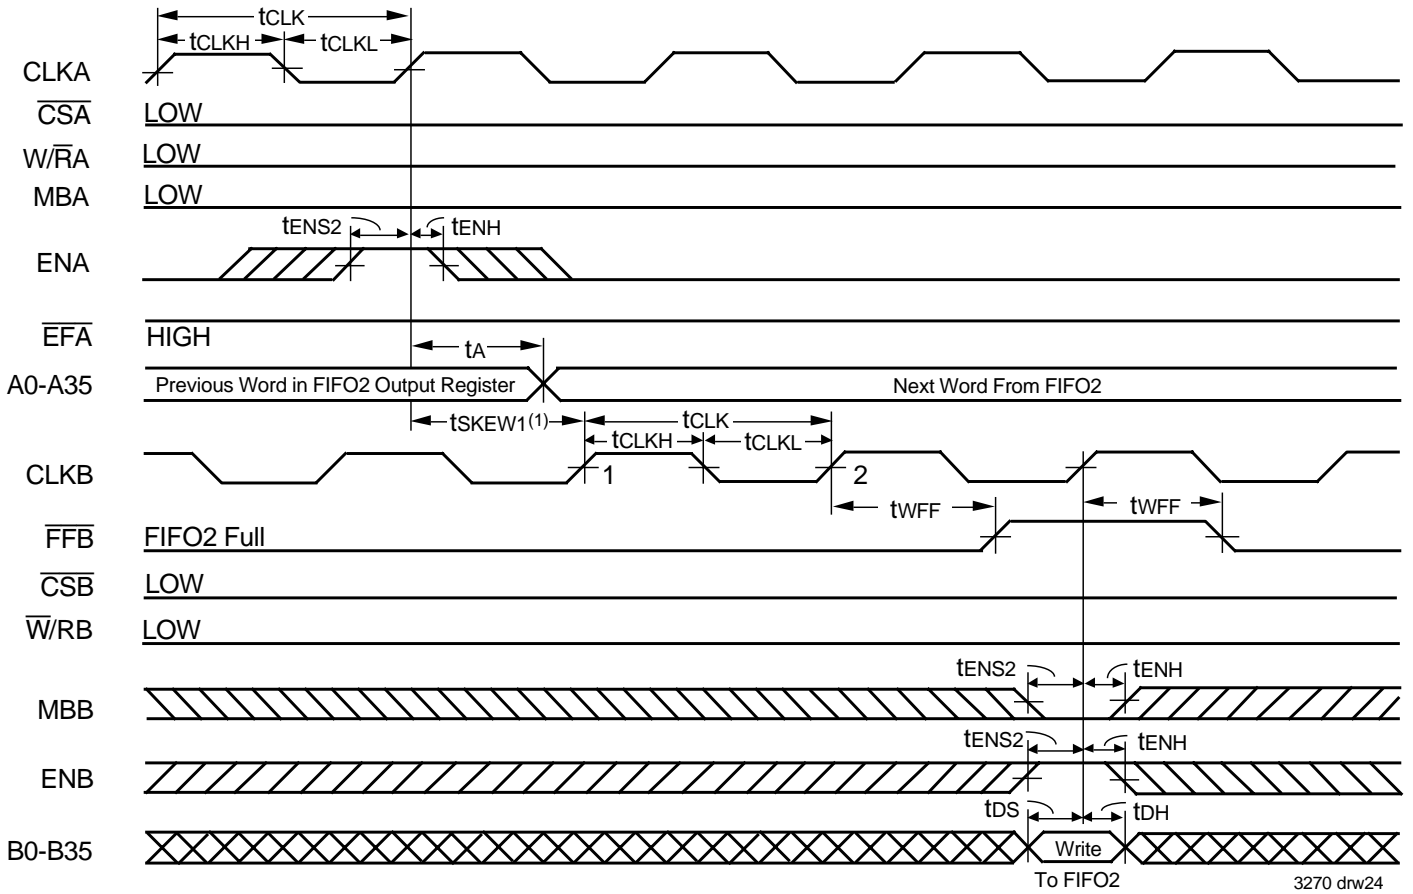 tCLK
tCLKH tCLKL
CLKA
CSA LOW
W/RA LOW
MBA LOW
tENS2 tENH
ENA
EFA HIGH
tA
A0-A35 Previous Word in FIFO2 Output Register Next Word From FIFO2
tSKEW1(1) tCLK
tCLKH tCLKL
CLKB 1 2
tWFF tWFF
FFB FIFO2 Full
CSB LOW
W/RB LOW
tENS2 tENH
MBB
tENS2 tENH
ENB
tDS tDH
B0-B35 Write
To FIFO2
3270 drw24